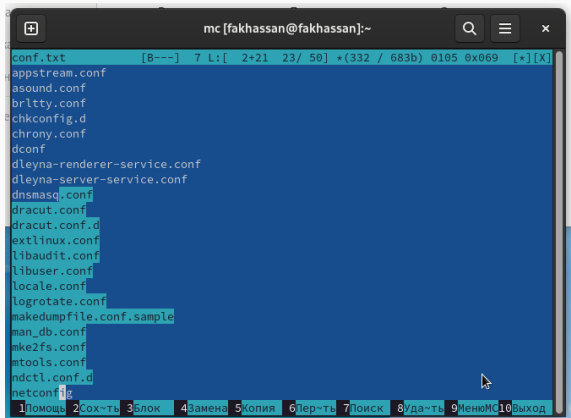 mc [fakhassan@fakhassan]:~
conf.txt [B---] 7 L:[ 2+21 23/ 50] *(332 / 683b) 0105 0x069 [*][X]
appstream.conf
asound.conf
brltty.conf
chkconfig.d
chrony.conf
dconf
dleyna-renderer-service.conf
dleyna-server-service.conf
dnsmasq.conf
dracut.conf
dracut.conf.d
extlinux.conf
libaudit.conf
libuser.conf
locale.conf
logrotate.conf
makedumpfile.conf.sample
man_db.conf
mke2fs.conf
mtools.conf
ndctl.conf.d
netconfig
1Помощь 2Сох~ть 3Блок 4Замена 5Копия 6Пер~ть 7Поиск 8Уда~ть 9МенюМС10Выход